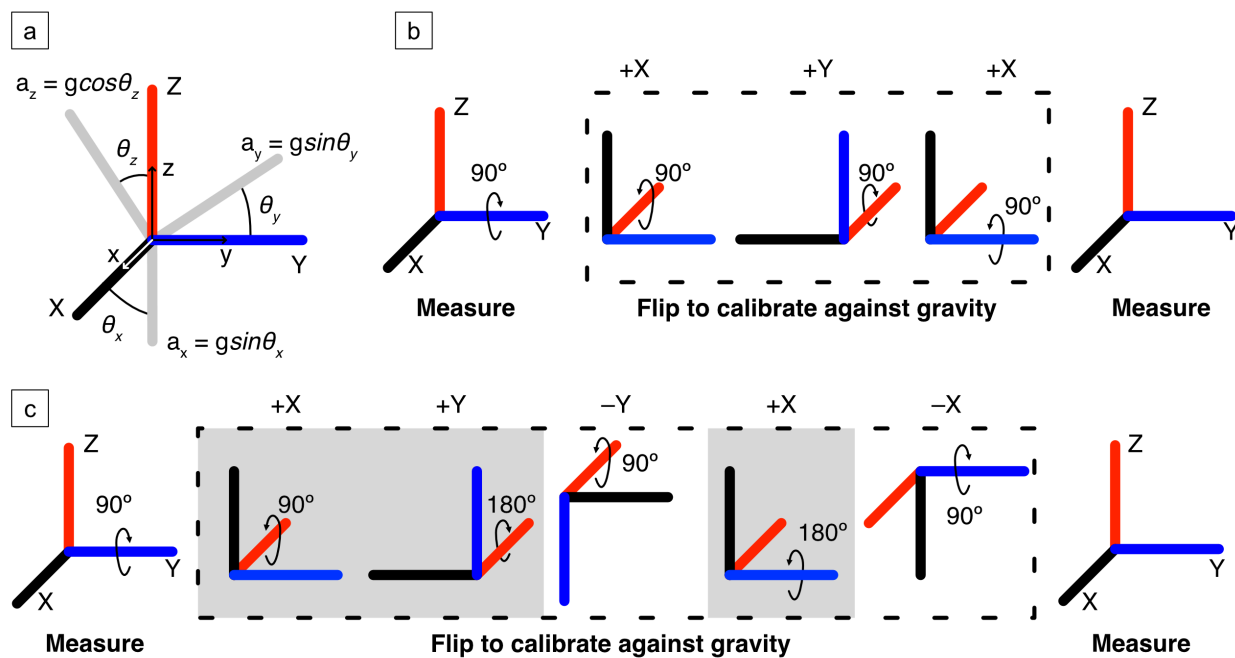 a
a_z = gcosθ_z
Z
θ_z
z
a_y = gsinθ_y
θ_y
x
y
Y
X
θ_x
a_x = gsinθ_x
b
+X
+Y
+X
Z
90º
Y
X
90º
90º
90º
Z
Y
X
Measure
Flip to calibrate against gravity
Measure
c
+X
+Y
–Y
+X
–X
Z
90º
Y
X
90º
180º
90º
180º
90º
Z
Y
X
Measure
Flip to calibrate against gravity
Measure